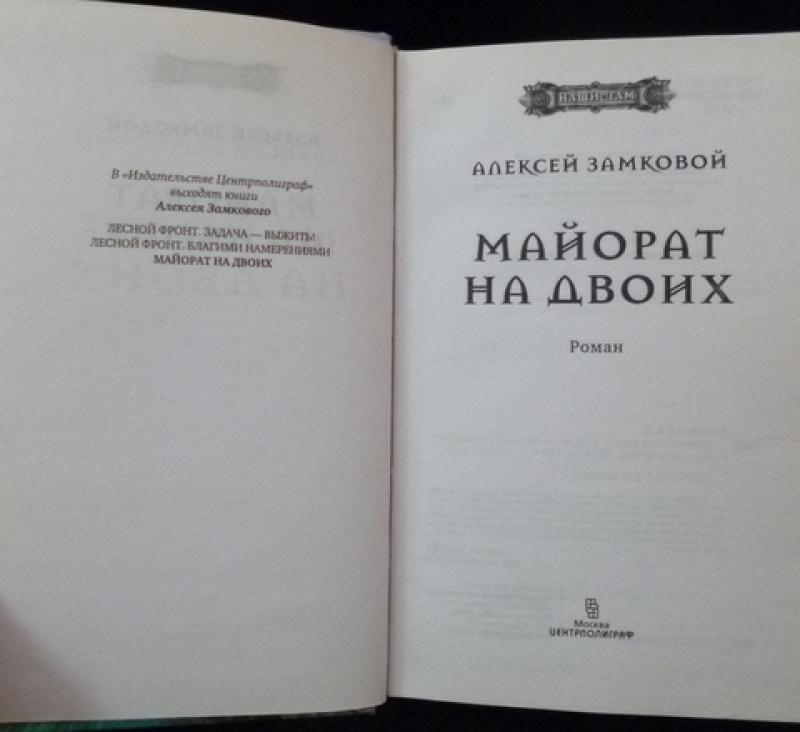 В «Издательстве Центрполиграф»
выходят книги
Алексея Замкового
ЛЕСНОЙ ФРОНТ. ЗАДАЧА — ВЫЖИТЬ!
ЛЕСНОЙ ФРОНТ. БЛАГИМИ НАМЕРЕНИЯМИ
МАЙОРАТ НА ДВОИХ
НАШИ ТАМ
АЛЕКСЕЙ ЗАМКОВОЙ
МАЙОРАТ
НА ДВОИХ
Роман
Москва
ЦЕНТРПОЛИГРАФ